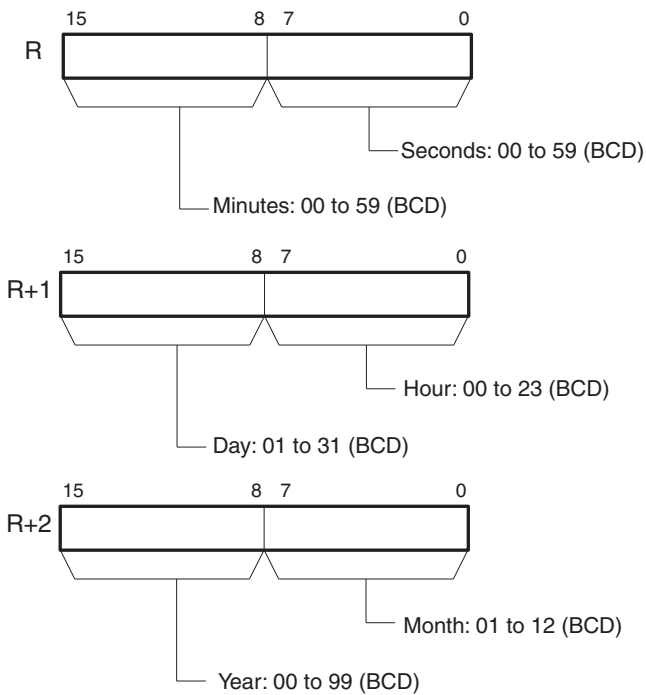 15 8 7 0
R
Seconds: 00 to 59 (BCD)
Minutes: 00 to 59 (BCD)
15 8 7 0
R+1
Hour: 00 to 23 (BCD)
Day: 01 to 31 (BCD)
15 8 7 0
R+2
Month: 01 to 12 (BCD)
Year: 00 to 99 (BCD)